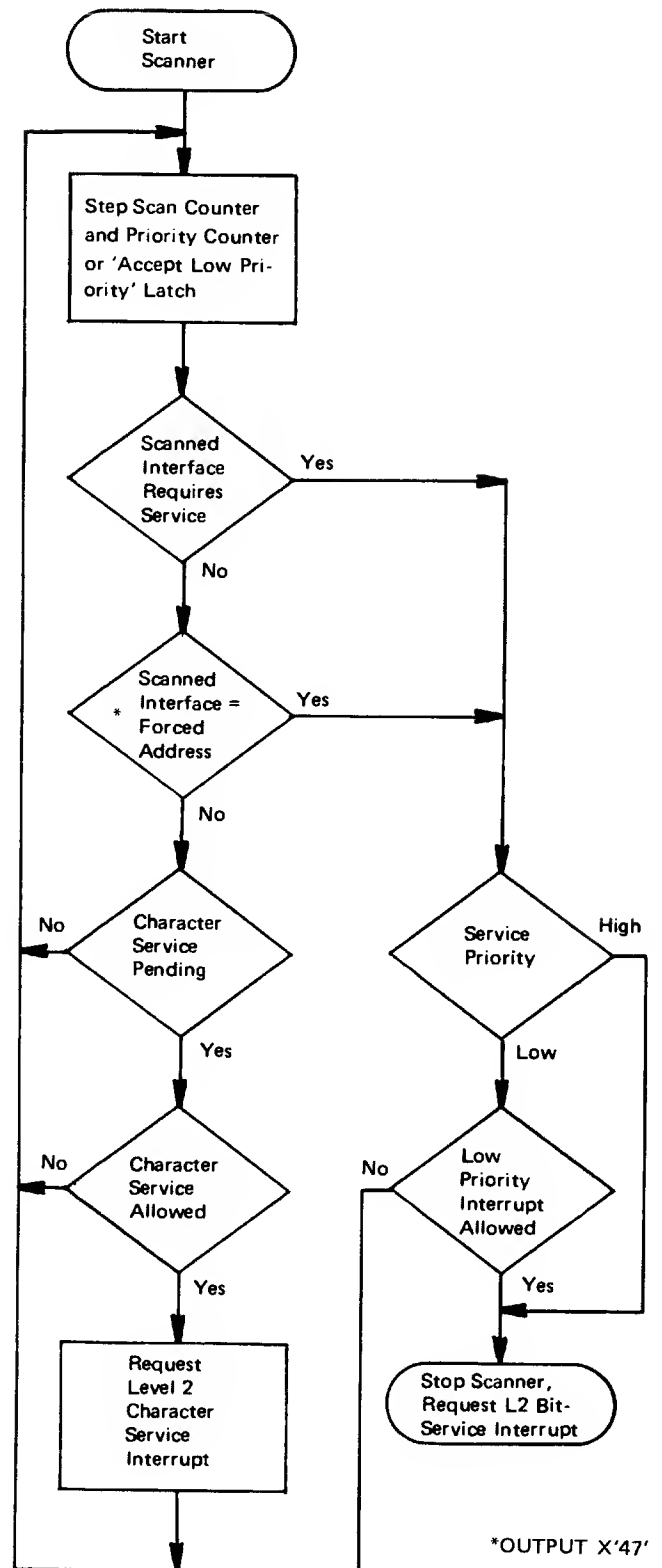 Start
Scanner
Step Scan Counter
and Priority Counter
or 'Accept Low Pri-
ority' Latch
Scanned
Interface
Requires
Service
Yes
No
Scanned
Interface =
* Forced
Address
Yes
No
No
Character
Service
Pending
Yes
Service
Priority
High
Low
No
Character
Service
Allowed
Yes
No
Low
Priority
Interrupt
Allowed
Yes
Request
Level 2
Character
Service
Interrupt
Stop Scanner,
Request L2 Bit-
Service Interrupt
*OUTPUT X'47'